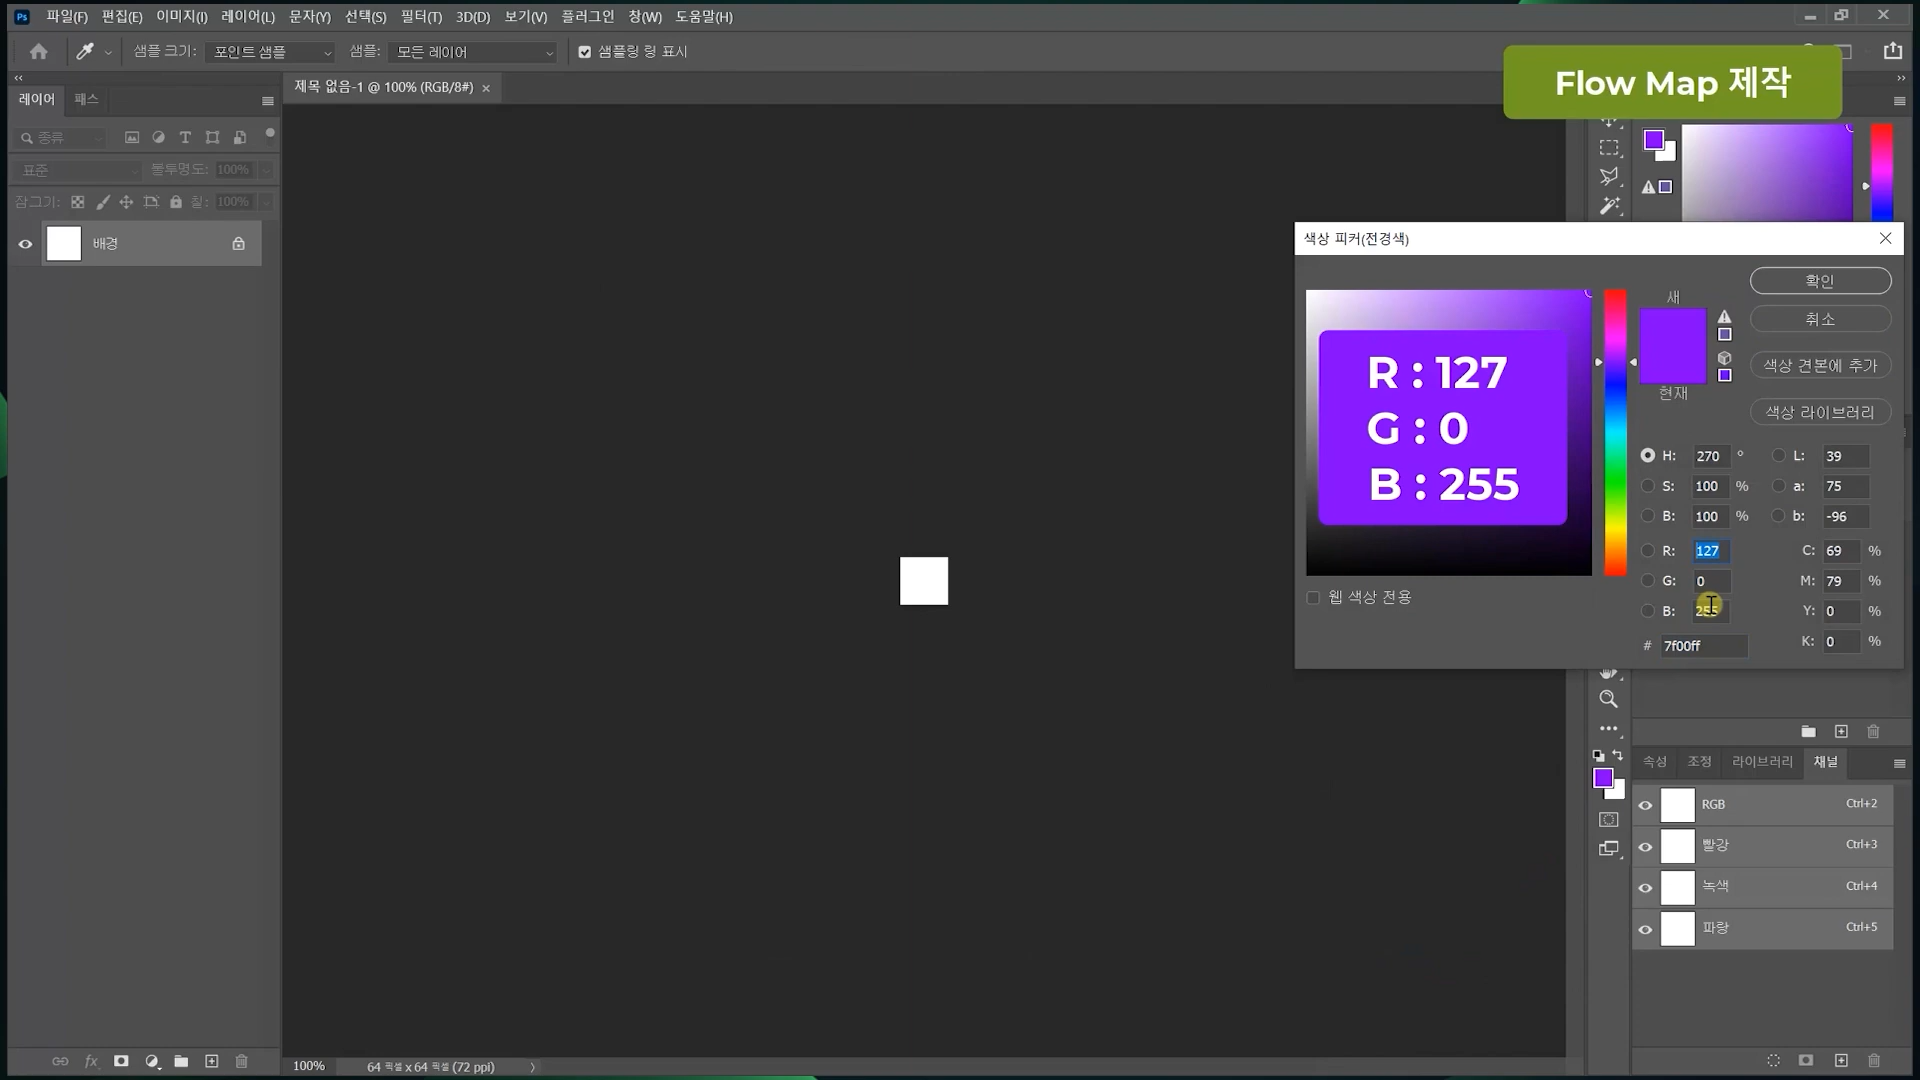 Ps 파일(F) 편집(E) 이미지(I) 레이어(L) 문자(Y) 선택(S) 필터(T) 3D(D) 보기(V) 플러그인 창(W) 도움말(H)
샘플 크기: 포인트 샘플 샘플: 모든 레이어 샘플링 링 표시
Flow Map 제작
레이어 패스
제목 없음-1 @ 100% (RGB/8#)
종류
표준 불투명도: 100%
잠그기: 칠: 100%
배경
색상 피커(전경색)
새
현재
확인
취소
색상 견본에 추가
색상 라이브러리
R : 127
G : 0
B : 255
H: 270 ° L: 39
S: 100 % a: 75
B: 100 % b: -96
R: 127 C: 69 %
G: 0 M: 79 %
B: 255 Y: 0 %
# 7f00ff K: 0 %
웹 색상 전용
속성 조정 라이브러리 채널
RGB Ctrl+2
빨강 Ctrl+3
녹색 Ctrl+4
파랑 Ctrl+5
fx
100% 64 픽셀 x 64 픽셀 (72 ppi)